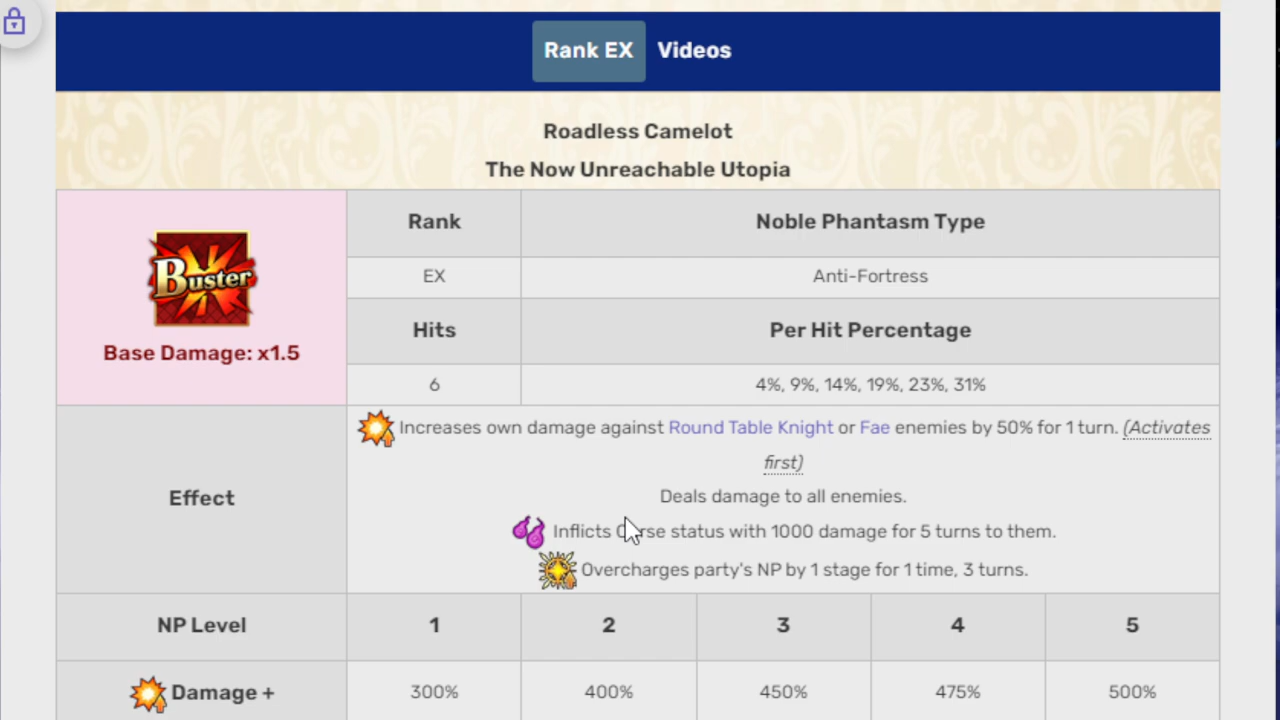 Rank EX Videos
Roadless Camelot
The Now Unreachable Utopia
Buster
Base Damage: x1.5
Rank Noble Phantasm Type
EX Anti-Fortress
Hits Per Hit Percentage
6 4%, 9%, 14%, 19%, 23%, 31%
Effect
Increases own damage against Round Table Knight or Fae enemies by 50% for 1 turn. (Activates
first)
Deals damage to all enemies.
Inflicts Curse status with 1000 damage for 5 turns to them.
Overcharges party's NP by 1 stage for 1 time, 3 turns.
NP Level 1 2 3 4 5
Damage + 300% 400% 450% 475% 500%